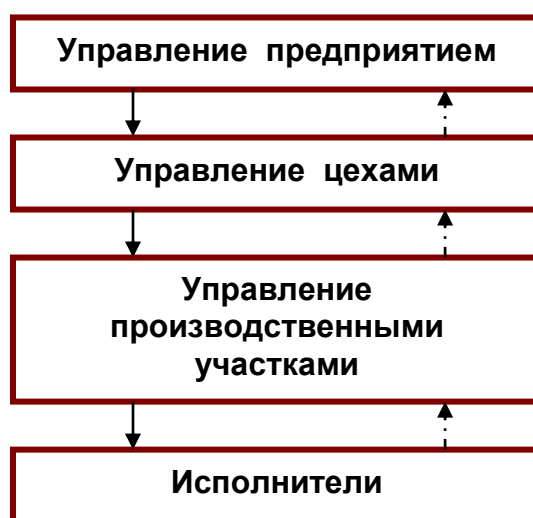 Управление предприятием
Управление цехами
Управление
производственными
участками
Исполнители